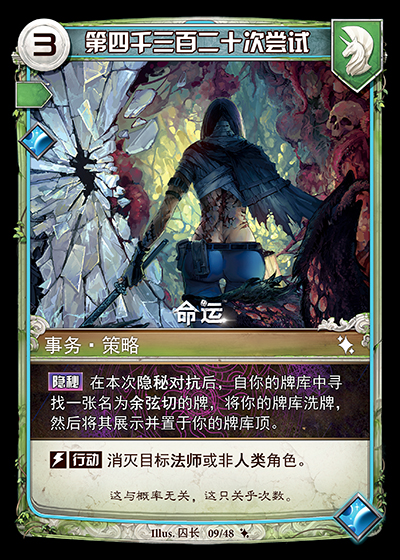 3
第四千三百二十次尝试
命运
事务·策略
隐秘 在本次隐秘对抗后，自你的牌库中寻
找一张名为余弦切的牌，将你的牌库洗牌，
然后将其展示并置于你的牌库顶。
行动 消灭目标法师或非人类角色。
这与概率无关，这只关乎次数。
Illus. 囚长 09/48